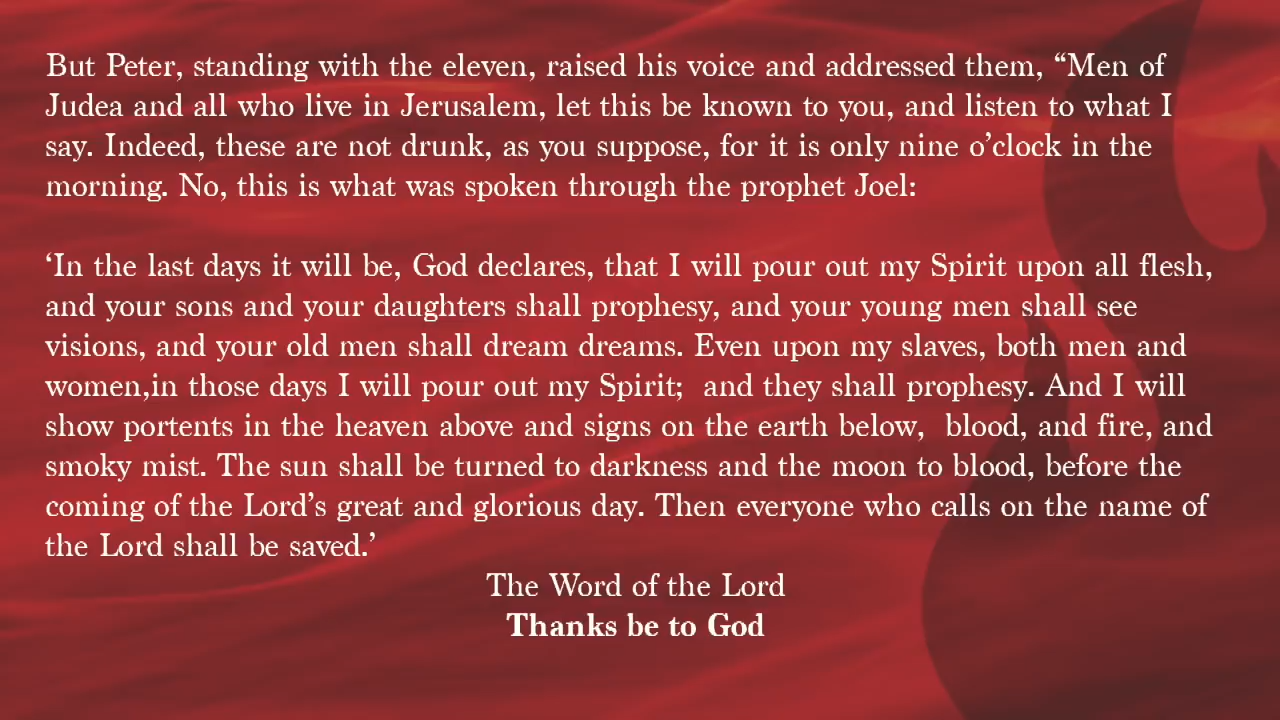 But Peter, standing with the eleven, raised his voice and addressed them, “Men of
Judea and all who live in Jerusalem, let this be known to you, and listen to what I
say. Indeed, these are not drunk, as you suppose, for it is only nine o’clock in the
morning. No, this is what was spoken through the prophet Joel:
‘In the last days it will be, God declares, that I will pour out my Spirit upon all flesh,
and your sons and your daughters shall prophesy, and your young men shall see
visions, and your old men shall dream dreams. Even upon my slaves, both men and
women,in those days I will pour out my Spirit;  and they shall prophesy. And I will
show portents in the heaven above and signs on the earth below,  blood, and fire, and
smoky mist. The sun shall be turned to darkness and the moon to blood, before the
coming of the Lord’s great and glorious day. Then everyone who calls on the name of
the Lord shall be saved.’
The Word of the Lord
Thanks be to God